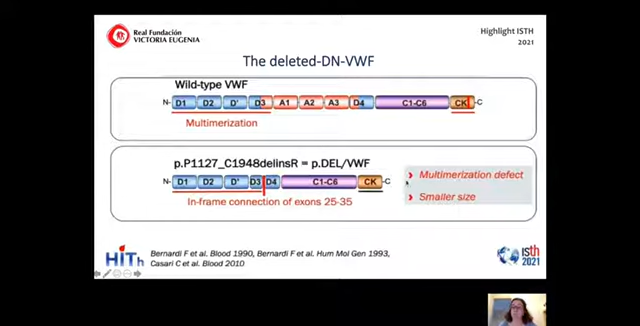 Real Fundación
VICTORIA EUGENIA
Highlight ISTH
2021
The deleted-DN-VWF
Wild-type VWF
N- D1 D2 D' D3 A1 A2 A3 D4 C1-C6 CK -C
Multimerization
p.P1127_C1948delinsR = p.DEL/VWF
N- D1 D2 D' D3 D4 C1-C6 CK -C
In-frame connection of exons 25-35
Multimerization defect
Smaller size
HiTh
Bernardi F et al. Blood 1990, Bernardi F et al. Hum Mol Gen 1993,
Casari C et al. Blood 2010
isth
2021